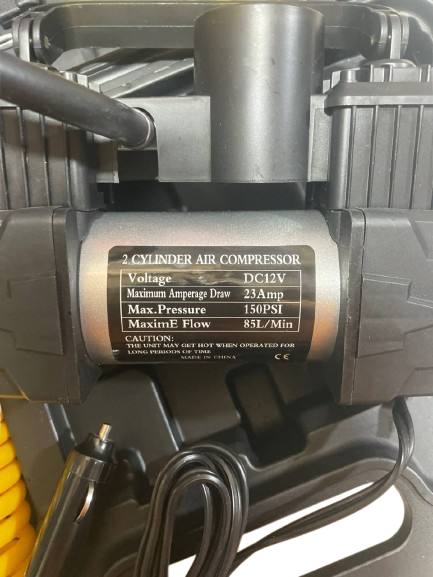 2 CYLINDER AIR COMPRESSOR
Voltage DC12V
Maximum Amperage Draw 23Amp
Max.Pressure 150PSI
MaximE Flow 85L/Min
CAUTION:
THE UNIT MAY GET HOT WHEN OPERATED FOR
LONG PERIODS OF TIME
MADE IN CHINA CE